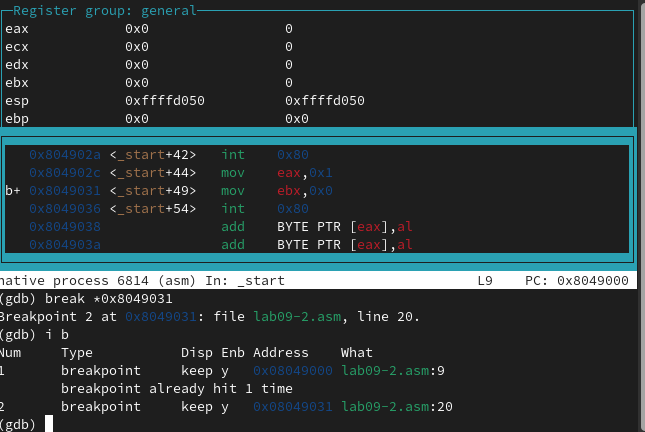 Register group: general
eax 0x0 0
ecx 0x0 0
edx 0x0 0
ebx 0x0 0
esp 0xffffd050 0xffffd050
ebp 0x0 0x0
0x804902a <_start+42> int 0x80
0x804902c <_start+44> mov eax,0x1
b+ 0x8049031 <_start+49> mov ebx,0x0
0x8049036 <_start+54> int 0x80
0x8049038 add BYTE PTR [eax],al
0x804903a add BYTE PTR [eax],al
native process 6814 (asm) In: _start L9 PC: 0x8049000
(gdb) break *0x8049031
Breakpoint 2 at 0x8049031: file lab09-2.asm, line 20.
(gdb) i b
Num Type Disp Enb Address What
1 breakpoint keep y 0x08049000 lab09-2.asm:9
breakpoint already hit 1 time
2 breakpoint keep y 0x08049031 lab09-2.asm:20
(gdb)